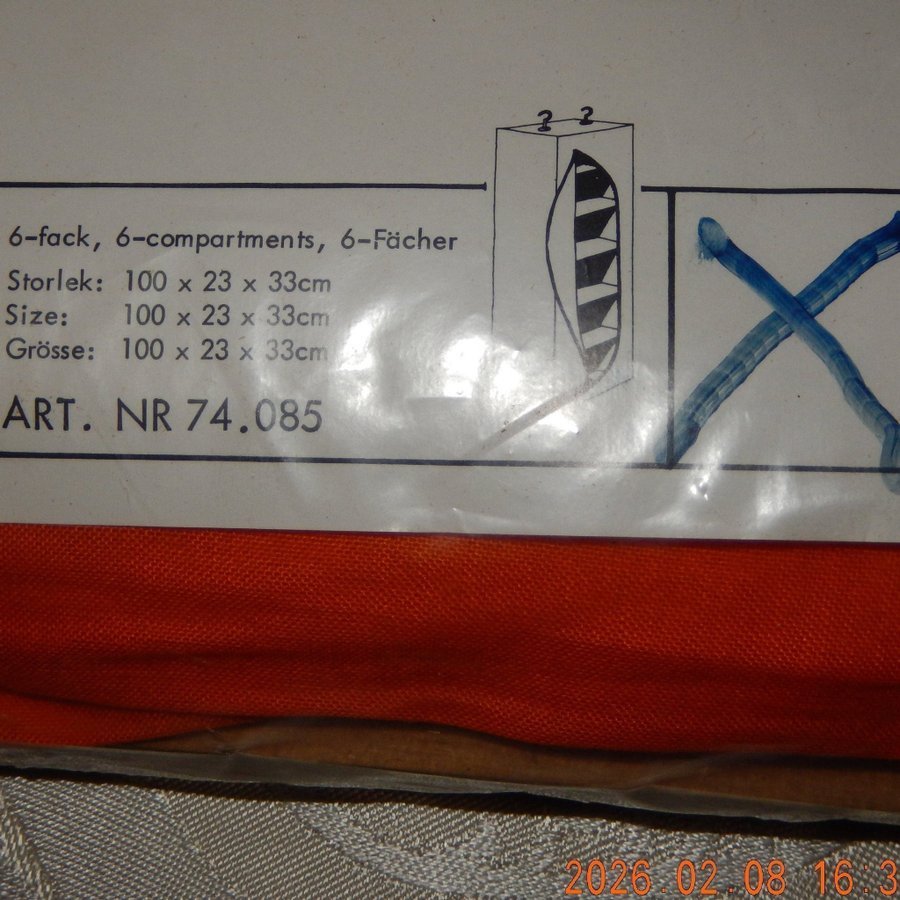 6-fack, 6-compartments, 6-Fächer
Storlek: 100 x 23 x 33cm
Size: 100 x 23 x 33cm
Grösse: 100 x 23 x 33cm
ART. NR 74.085
2026.02.08 16:3